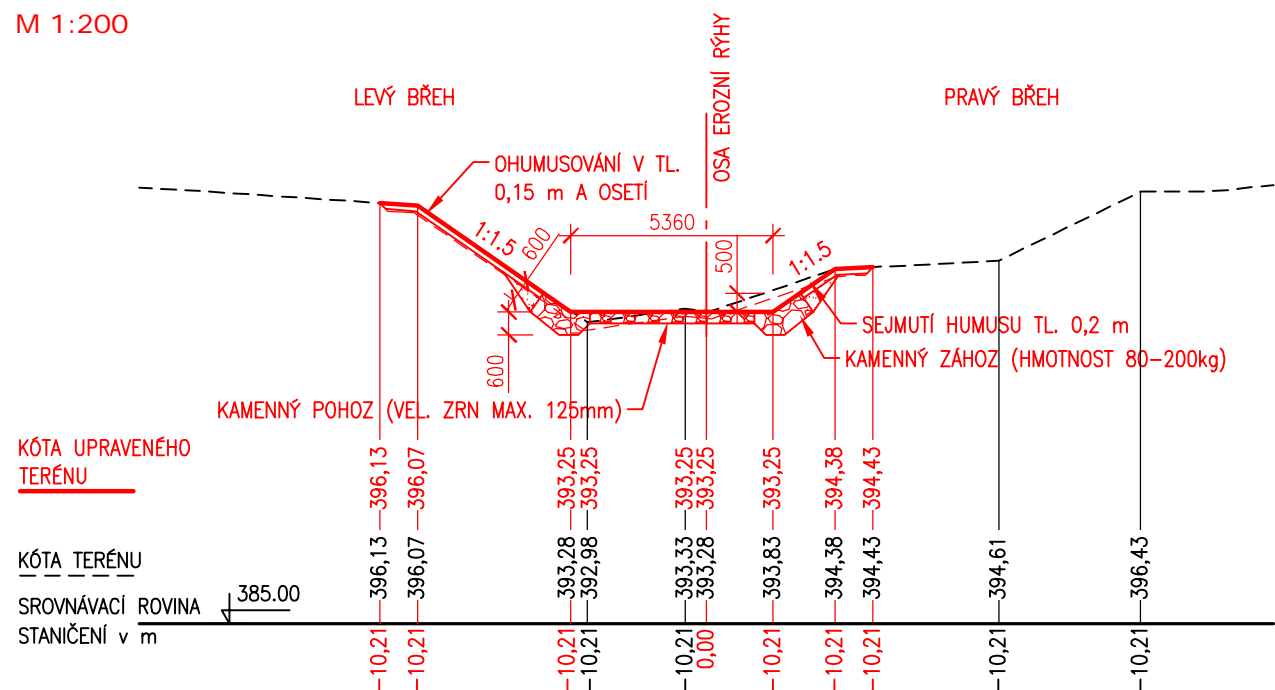 M 1:200
OSA EROZNÍ RÝHY
LEVÝ BŘEH
PRAVÝ BŘEH
OHUMUSOVÁNÍ V TL.
0,15 m A OSETÍ
1:1.5
600
5360
500
1:1.5
SEJMUTÍ HUMUSU TL. 0,2 m
KAMENNÝ ZÁHOZ (HMOTNOST 80-200kg)
600
KAMENNÝ POHOZ (VEL. ZRN MAX. 125mm)
KÓTA UPRAVENÉHO
TERÉNU
396,13
396,07
393,25
393,25
393,25
393,25
393,25
394,38
394,43
KÓTA TERÉNU
396,13
396,07
393,28
392,98
393,33
393,28
393,83
394,38
394,43
394,61
396,43
SROVNÁVACÍ ROVINA
385.00
STANIČENÍ v m
10,21
10,21
10,21
10,21
10,21
0,00
10,21
10,21
10,21
10,21
10,21